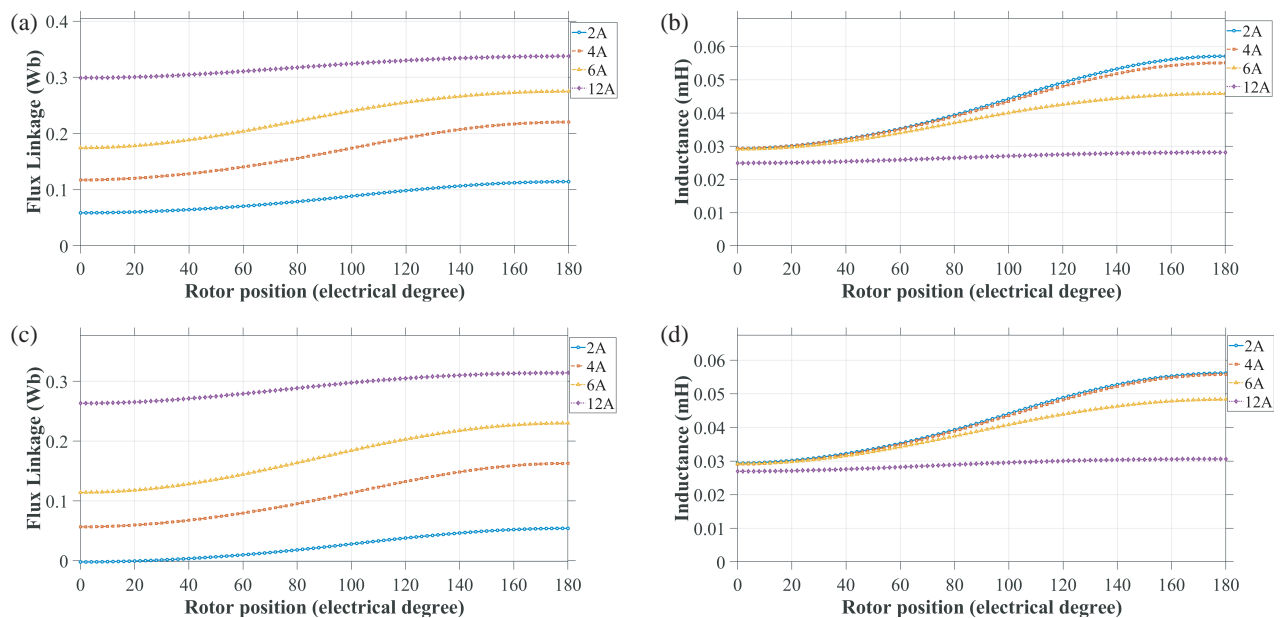 (a)
Flux Linkage (Wb)
0.4
0.3
0.2
0.1
0
0 20 40 60 80 100 120 140 160 180
Rotor position (electrical degree)
2A
4A
6A
12A
(b)
Inductance (mH)
0.06
0.05
0.04
0.03
0.02
0.01
0
0 20 40 60 80 100 120 140 160 180
Rotor position (electrical degree)
2A
4A
6A
12A
(c)
Flux Linkage (Wb)
0.3
0.2
0.1
0
0 20 40 60 80 100 120 140 160 180
Rotor position (electrical degree)
2A
4A
6A
12A
(d)
Inductance (mH)
0.06
0.05
0.04
0.03
0.02
0.01
0
0 20 40 60 80 100 120 140 160 180
Rotor position (electrical degree)
2A
4A
6A
12A